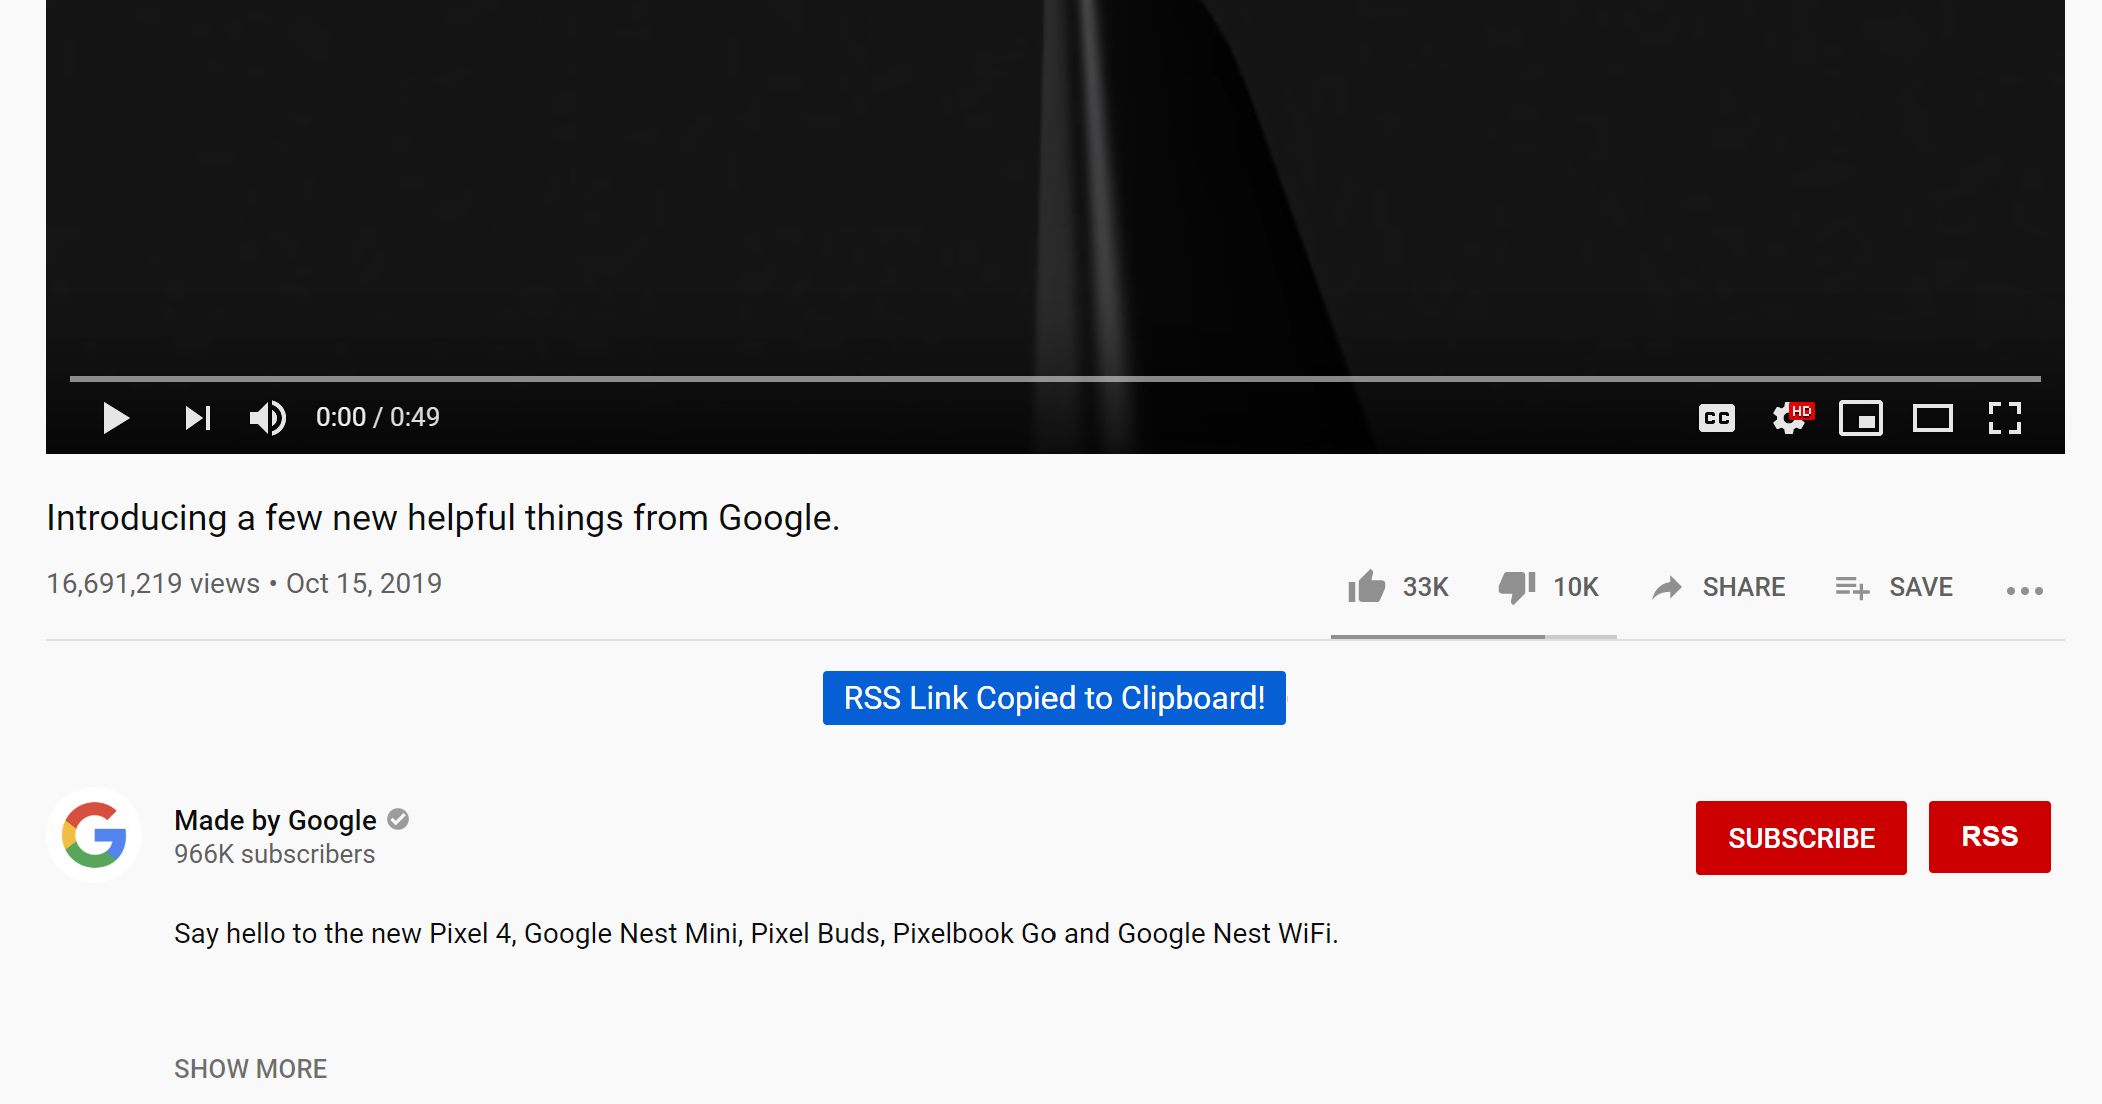 0:00 / 0:49
CC
HD
Introducing a few new helpful things from Google.
16,691,219 views • Oct 15, 2019
33K
10K
SHARE
SAVE
RSS Link Copied to Clipboard!
Made by Google
966K subscribers
SUBSCRIBE
RSS
Say hello to the new Pixel 4, Google Nest Mini, Pixel Buds, Pixelbook Go and Google Nest WiFi.
SHOW MORE